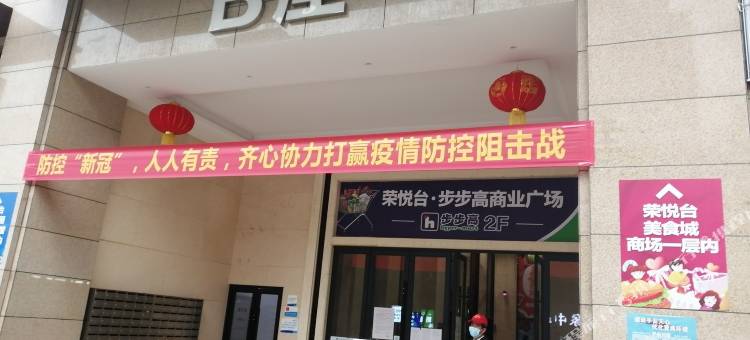 B座
防控“新冠”，人人有责，齐心协力打赢疫情防控阻击战
荣悦台·步步高商业广场
h 步步高 2F
荣悦台
美食城
商场一层内